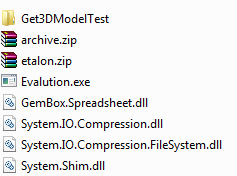 Get3DModelTest
archive.zip
etalon.zip
Evalution.exe
GemBox.Spreadsheet.dll
System.IO.Compression.dll
System.IO.Compression.FileSystem.dll
System.Shim.dll